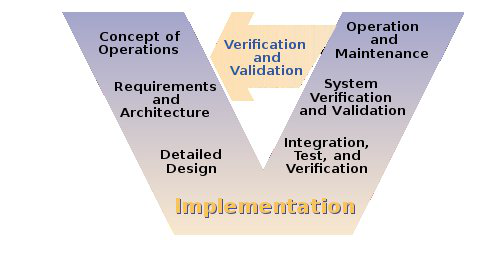 Concept of
Operations
Requirements
and
Architecture
Detailed
Design
Verification
and
Validation
Operation
and
Maintenance
System
Verification
and Validation
Integration,
Test, and
Verification
Implementation